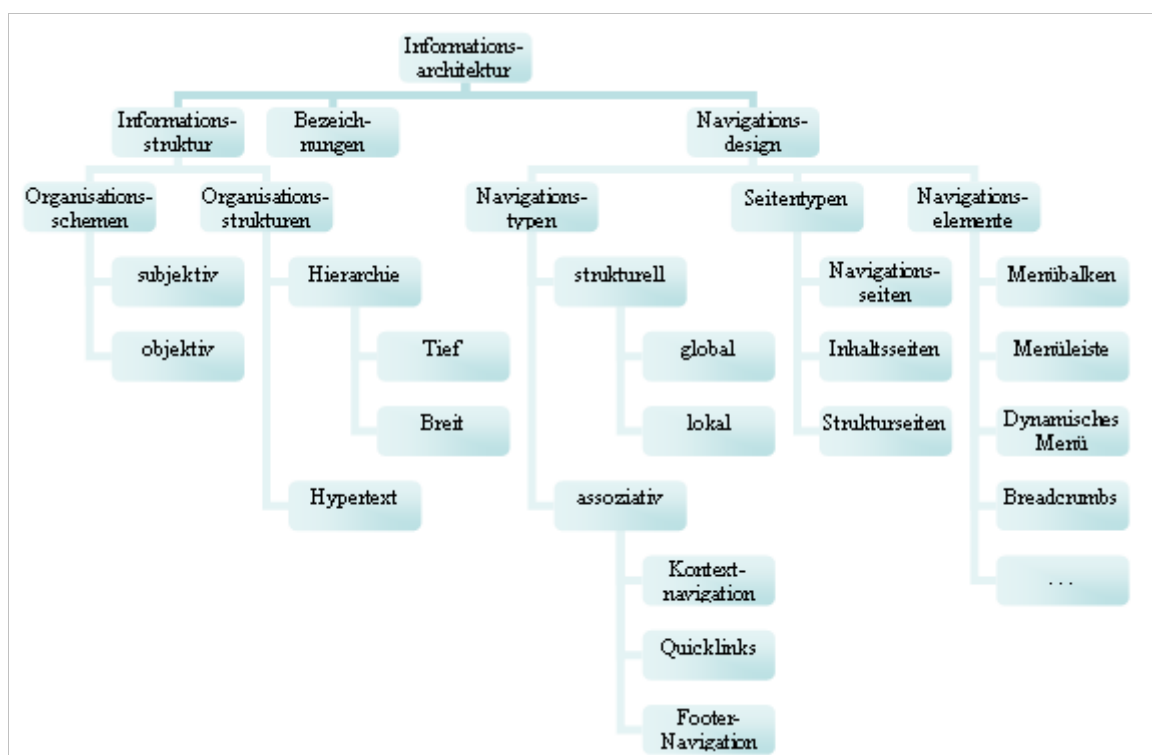 Informations-
architektur
Informations-
struktur
Bezeich-
nungen
Navigations-
design
Organisations-
schemen
Organisations-
strukturen
Navigations-
typen
Seitentypen
Navigations-
elemente
subjektiv
objektiv
Hierarchie
Tief
Breit
Hypertext
strukturell
global
lokal
assoziativ
Kontext-
navigation
Quicklinks
Footer-
Navigation
Navigations-
seiten
Inhaltsseiten
Strukturseiten
Menübalken
Menüleiste
Dynamisches
Menü
Breadcrumbs
. . .